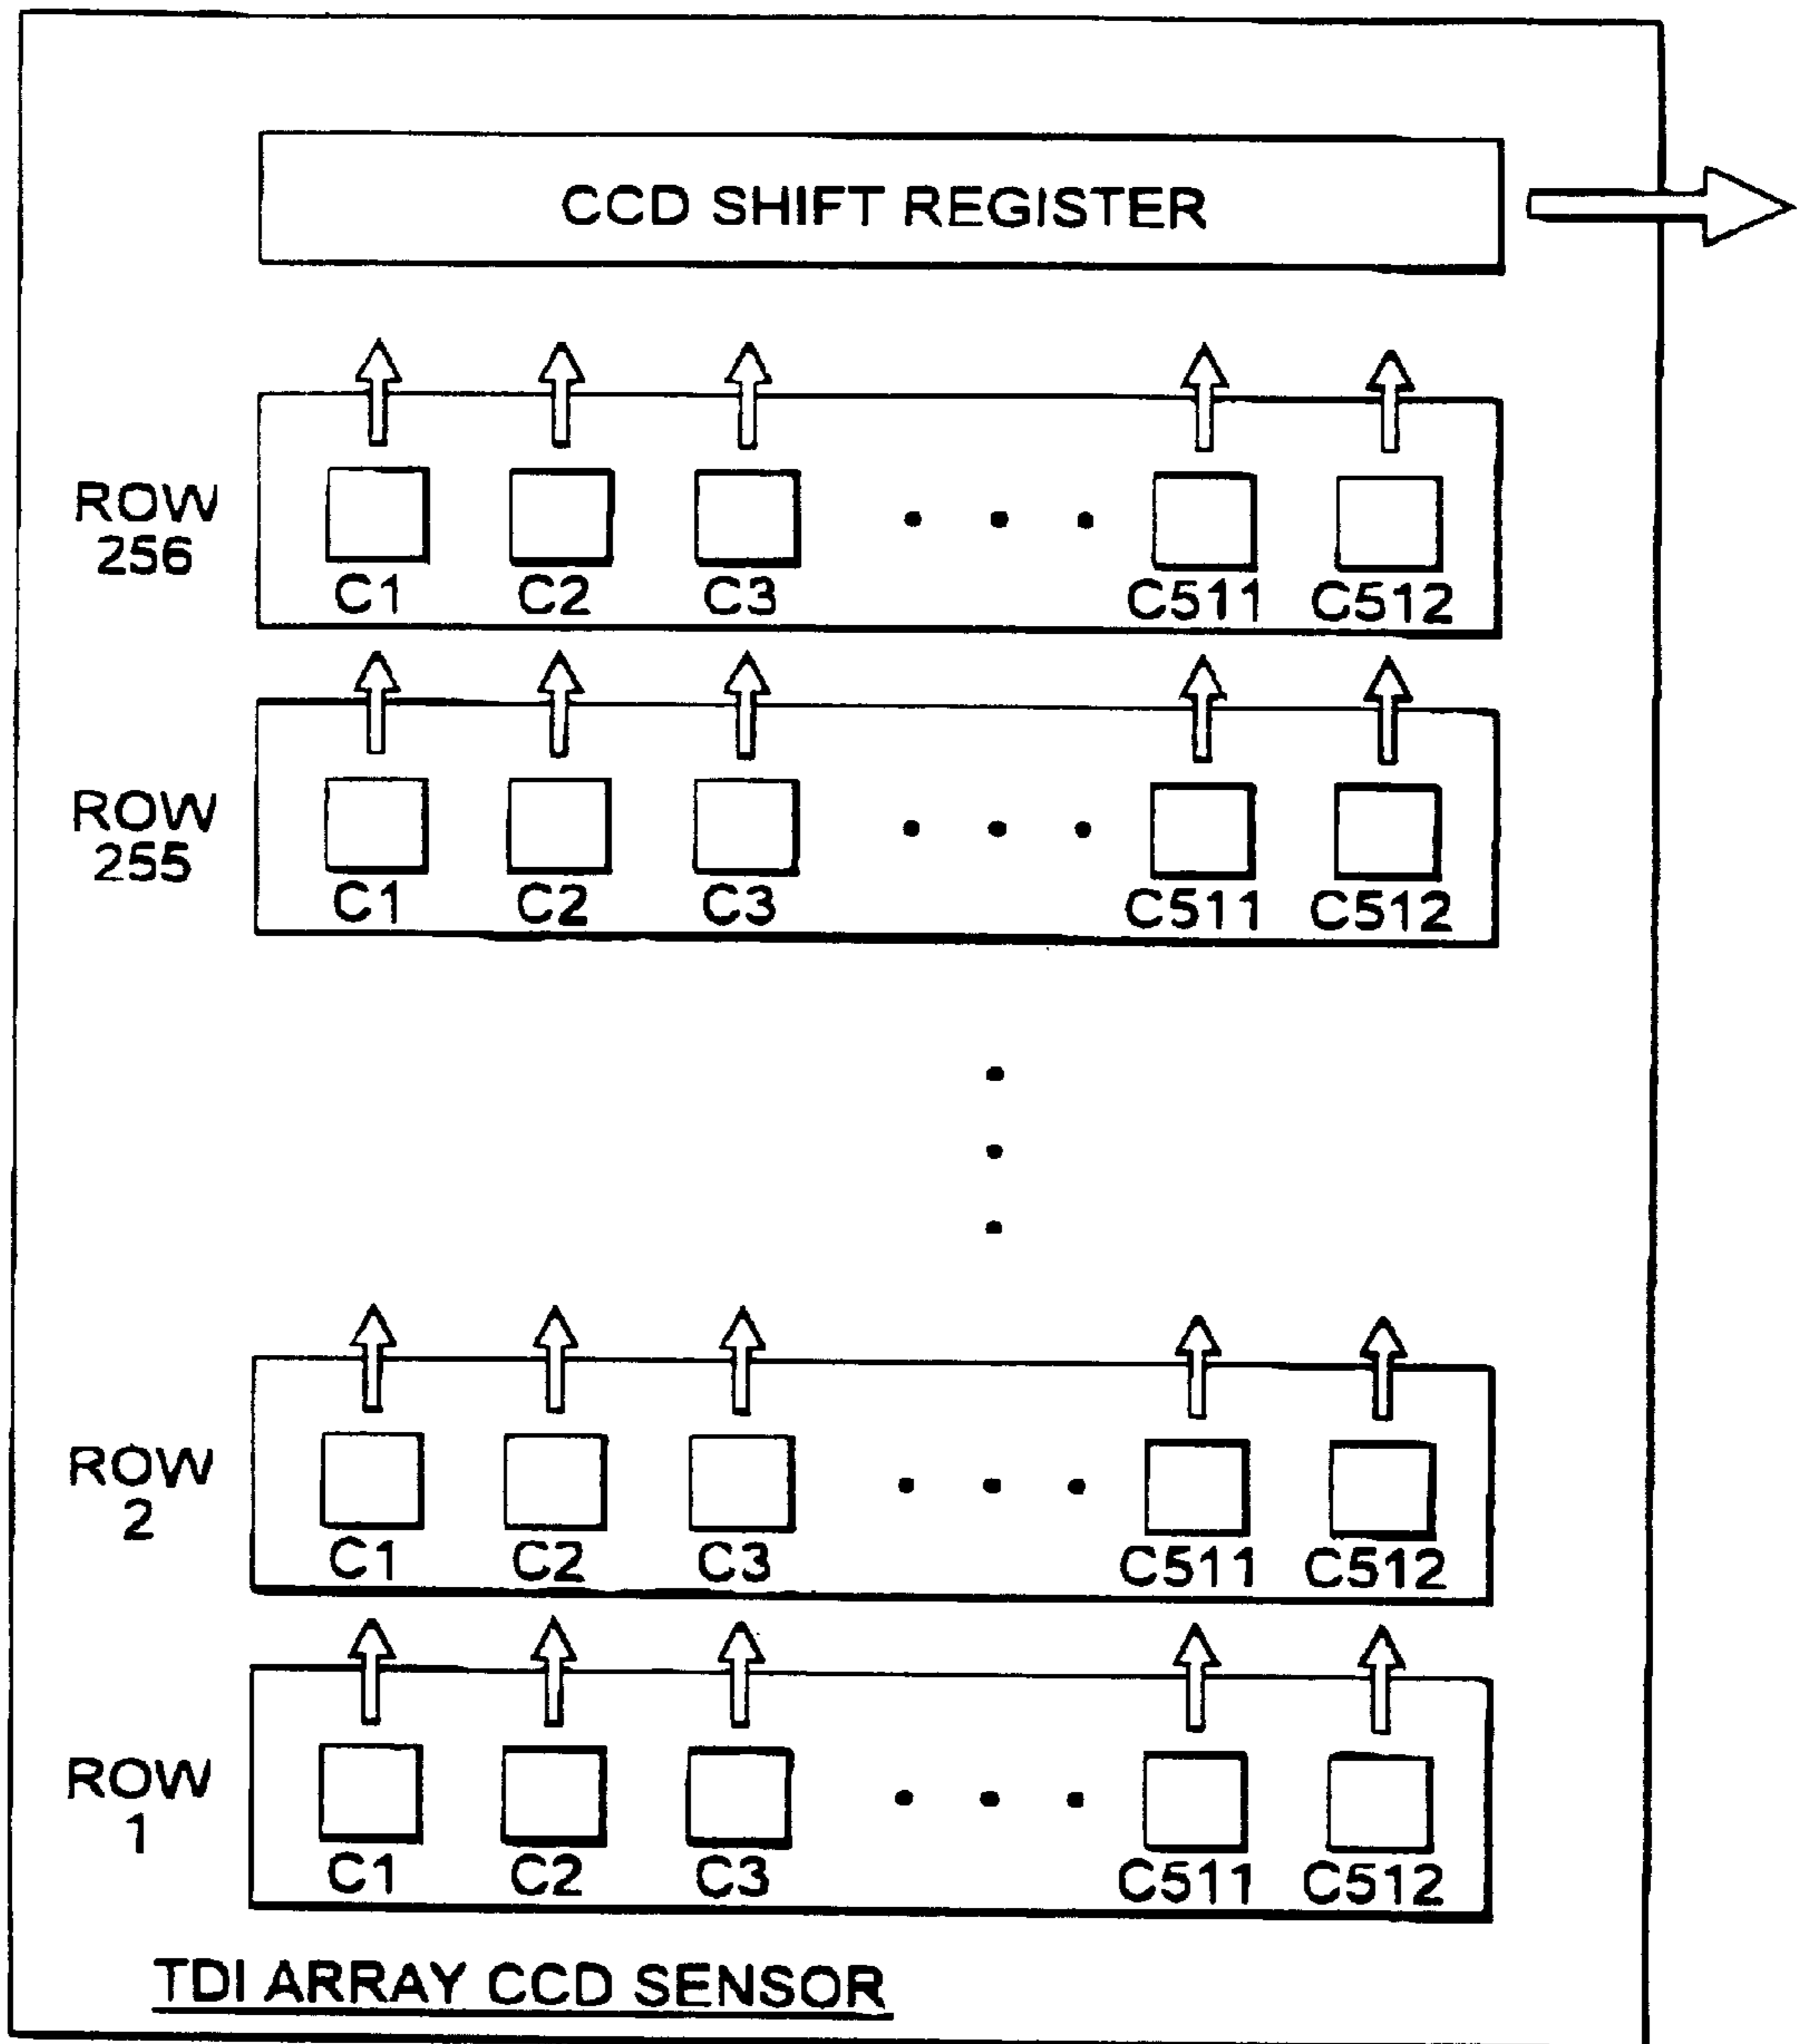 CCD SHIFT REGISTER
ROW
256
C1 C2 C3 . . . C511 C512
ROW
255
C1 C2 C3 . . . C511 C512
ROW
2
C1 C2 C3 . . . C511 C512
ROW
1
C1 C2 C3 . . . C511 C512
TDI ARRAY CCD SENSOR